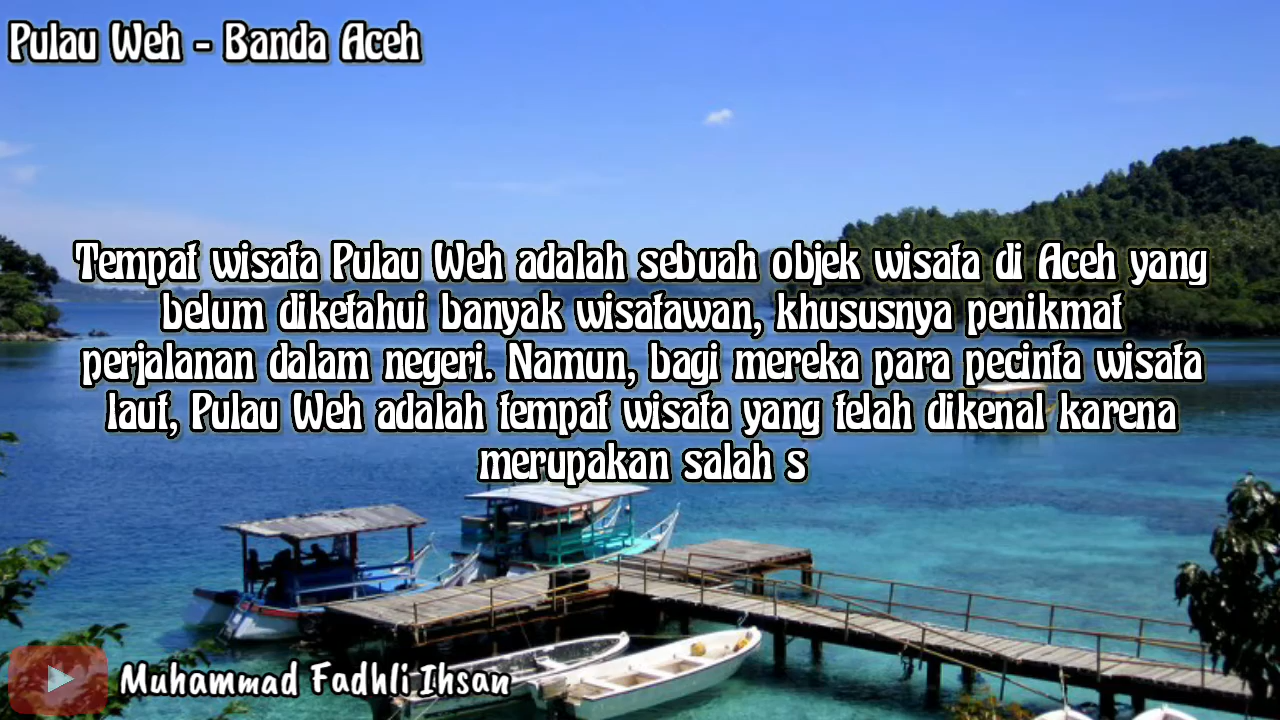 Pulau Weh - Banda Aceh
Tempat wisata Pulau Weh adalah sebuah objek wisata di Aceh yang
belum diketahui banyak wisatawan, khususnya penikmat
perjalanan dalam negeri. Namun, bagi mereka para pecinta wisata
laut, Pulau Weh adalah tempat wisata yang telah dikenal karena
merupakan salah s
Muhammad Fadhli Ihsan